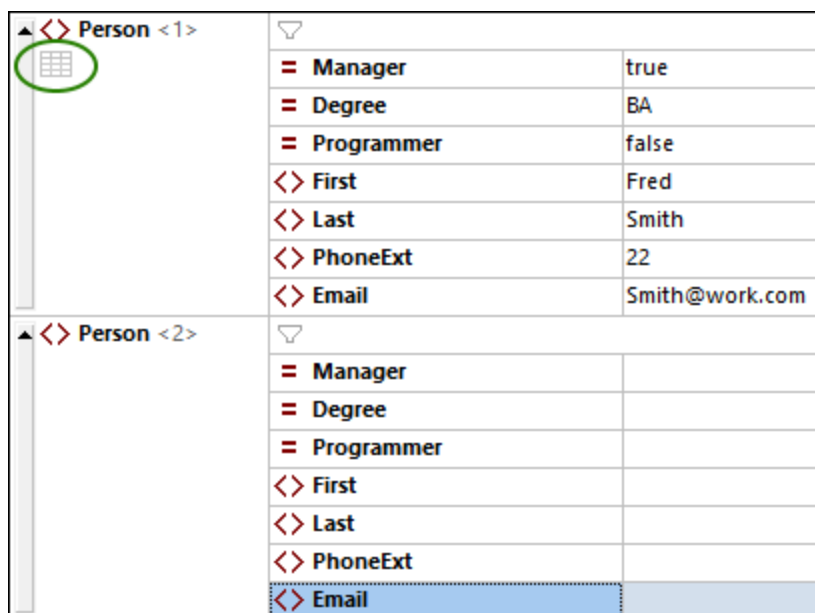 <> Person <1>
= Manager true
= Degree BA
= Programmer false
<> First Fred
<> Last Smith
<> PhoneExt 22
<> Email Smith@work.com
<> Person <2>
= Manager
= Degree
= Programmer
<> First
<> Last
<> PhoneExt
<> Email